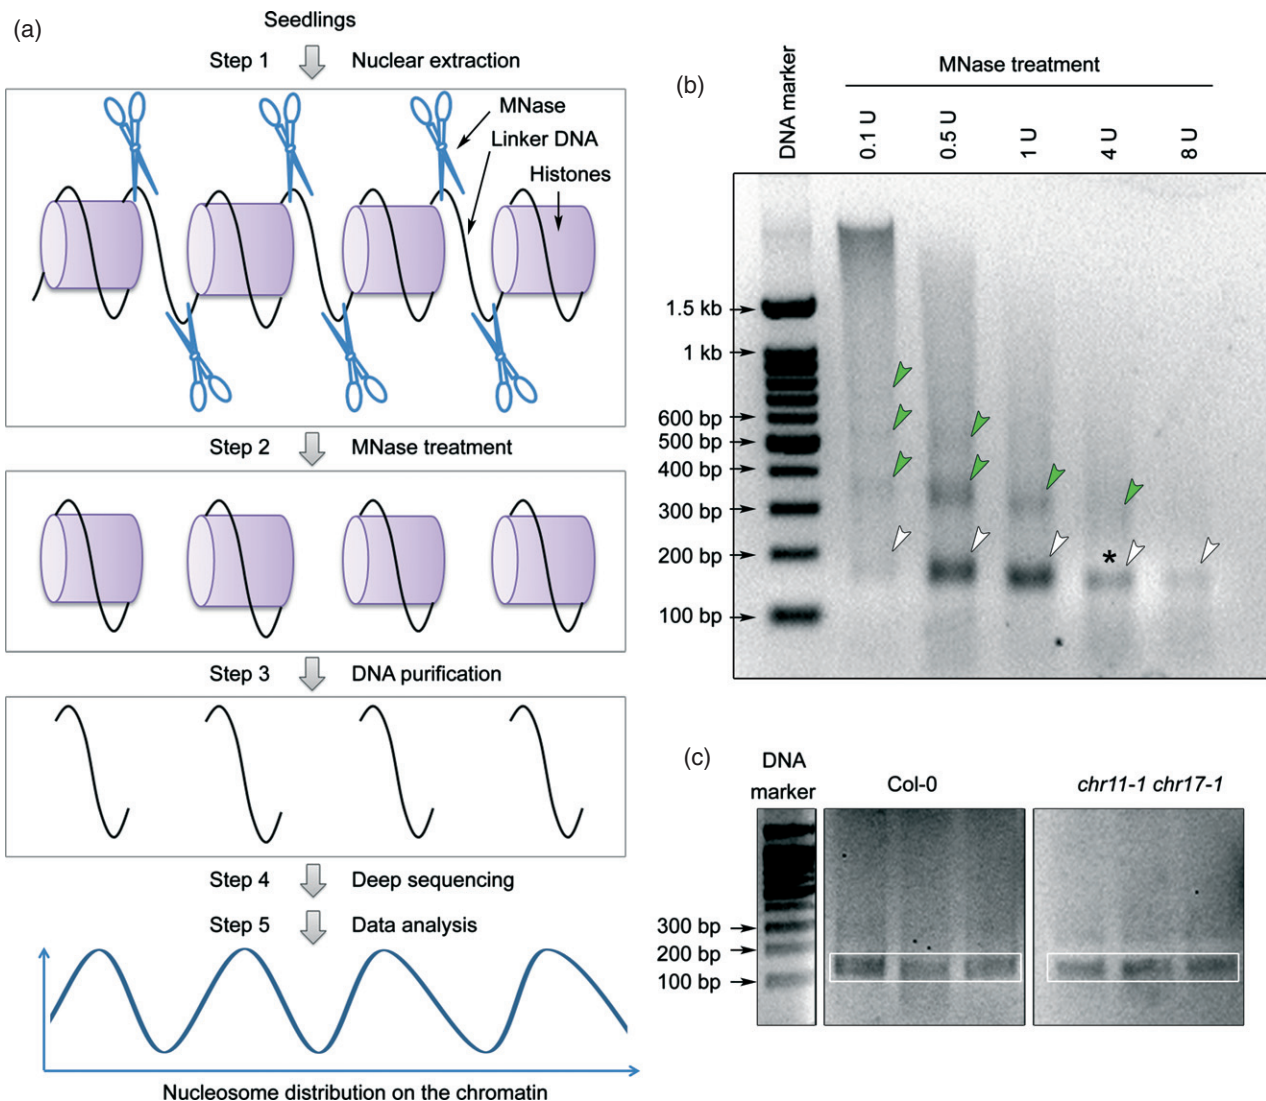 (a)
Seedlings
Step 1 Nuclear extraction
MNase
Linker DNA
Histones
Step 2 MNase treatment
Step 3 DNA purification
Step 4 Deep sequencing
Step 5 Data analysis
Nucleosome distribution on the chromatin
(b)
MNase treatment
DNA marker
0.1 U
0.5 U
1 U
4 U
8 U
1.5 kb
1 kb
600 bp
500 bp
400 bp
300 bp
200 bp
100 bp
*
(c)
DNA
marker
Col-0
chr11-1 chr17-1
300 bp
200 bp
100 bp